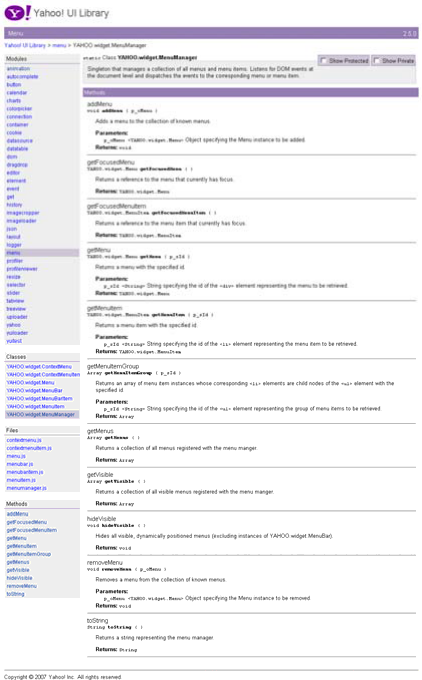 Y! Yahoo! UI Library
Menu 2.5.0
Yahoo! UI Library > menu > YAHOO.widget.MenuManager
Modules
animation
autocomplete
button
calendar
charts
colorpicker
connection
container
cookie
datasource
datatable
dom
dragdrop
editor
element
event
get
history
imagecropper
imageloader
json
layout
logger
menu
profiler
profilerviewer
resize
selector
slider
tabview
treeview
uploader
yahoo
yuiloader
yuitest
Classes
YAHOO.widget.ContextMenu
YAHOO.widget.ContextMenuItem
YAHOO.widget.Menu
YAHOO.widget.MenuBar
YAHOO.widget.MenuBarItem
YAHOO.widget.MenuItem
YAHOO.widget.MenuManager
Files
contextmenu.js
contextmenuitem.js
menu.js
menubar.js
menubaritem.js
menuitem.js
menumanager.js
Methods
addMenu
getFocusedMenu
getFocusedMenuItem
getMenu
getMenuItem
getMenuItemGroup
getMenus
getVisible
hideVisible
removeMenu
toString
static Class YAHOO.widget.MenuManager
Show Protected Show Private
Singleton that manages a collection of all menus and menu items. Listens for DOM events at
the document level and dispatches the events to the corresponding menu or menu item.
Methods
addMenu
void addMenu ( p_oMenu )
Adds a menu to the collection of known menus.
Parameters:
p_oMenu <YAHOO.widget.Menu> Object specifying the Menu instance to be added.
Returns: void
getFocusedMenu
YAHOO.widget.Menu getFocusedMenu ( )
Returns a reference to the menu that currently has focus.
Returns: YAHOO.widget.Menu
getFocusedMenuItem
YAHOO.widget.MenuItem getFocusedMenuItem ( )
Returns a reference to the menu item that currently has focus.
Returns: YAHOO.widget.MenuItem
getMenu
YAHOO.widget.Menu getMenu ( p_sId )
Returns a menu with the specified id.
Parameters:
p_sId <String> String specifying the id of the <div> element representing the menu to be retrieved.
Returns: YAHOO.widget.Menu
getMenuItem
YAHOO.widget.MenuItem getMenuItem ( p_sId )
Returns a menu item with the specified id.
Parameters:
p_sId <String> String specifying the id of the <li> element representing the menu item to be retrieved.
Returns: YAHOO.widget.MenuItem
getMenuItemGroup
Array getMenuItemGroup ( p_sId )
Returns an array of menu item instances whose corresponding <li> elements are child nodes of the <ul> element with the
specified id.
Parameters:
p_sId <String> String specifying the id of the <ul> element representing the group of menu items to be retrieved.
Returns: Array
getMenus
Array getMenus ( )
Returns a collection of all menus registered with the menu manger.
Returns: Array
getVisible
Array getVisible ( )
Returns a collection of all visible menus registered with the menu manger.
Returns: Array
hideVisible
void hideVisible ( )
Hides all visible, dynamically positioned menus (excluding instances of YAHOO.widget.MenuBar).
Returns: void
removeMenu
void removeMenu ( p_oMenu )
Removes a menu from the collection of known menus.
Parameters:
p_oMenu <YAHOO.widget.Menu> Object specifying the Menu instance to be removed.
Returns: void
toString
String toString ( )
Returns a string representing the menu manager.
Returns: String
Copyright © 2007 Yahoo! Inc. All rights reserved.